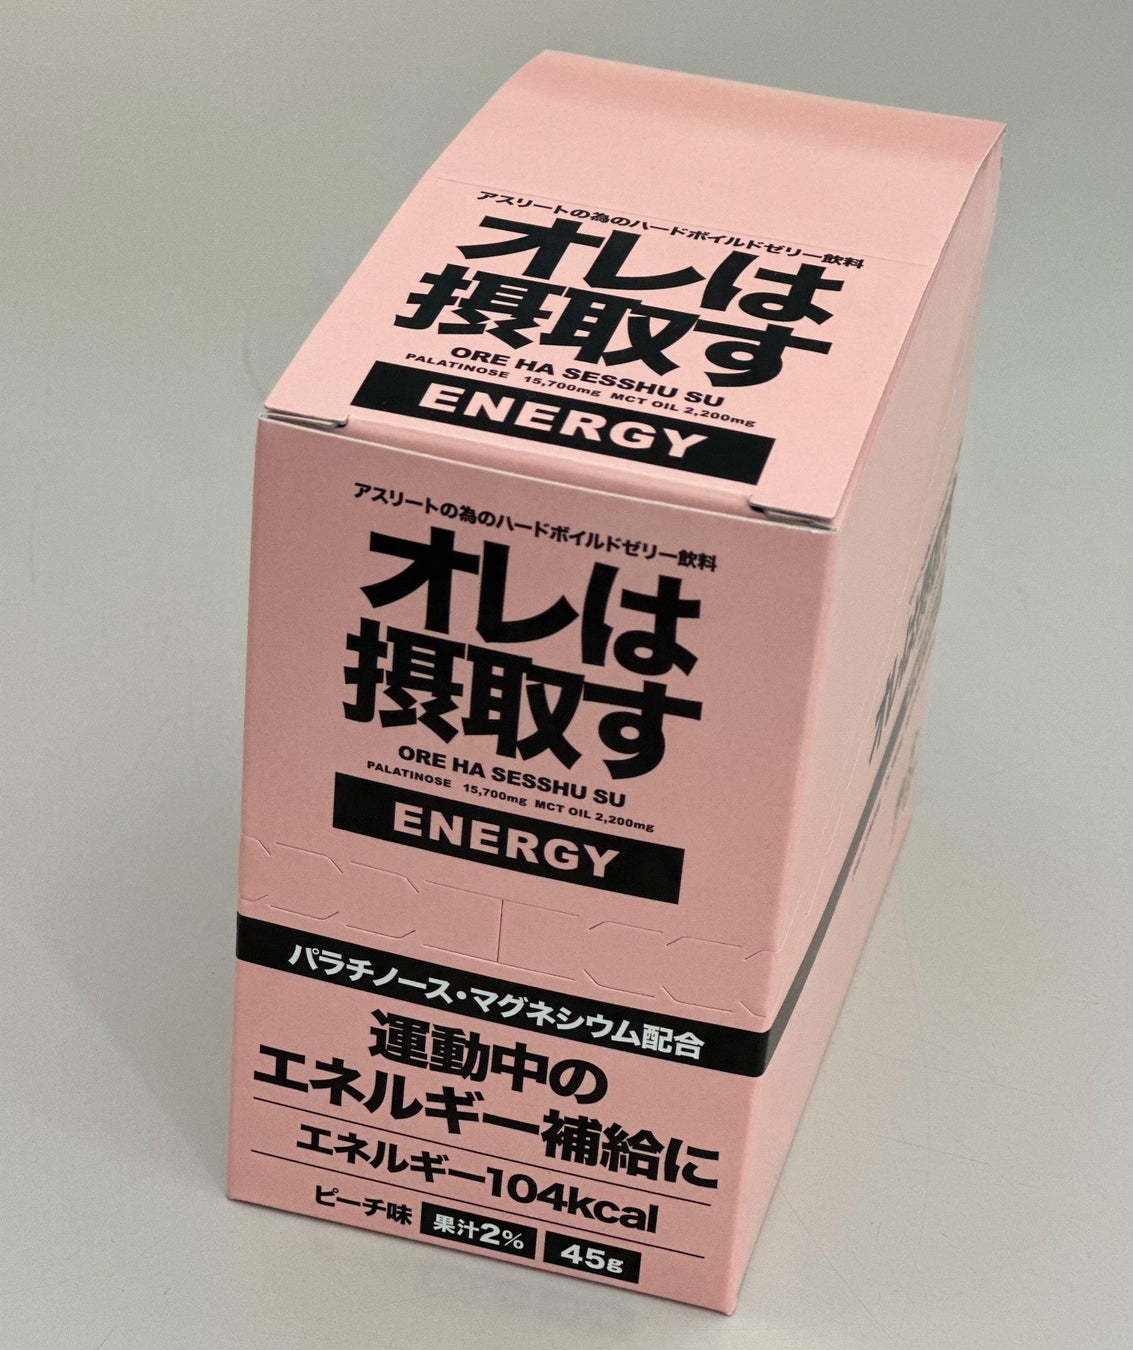 アスリートの為のハードボイルドゼリー飲料
オレは
摂取す
ORE HA SESSHU SU
PALATINOSE 15,700mg MCT OIL 2,200mg
ENERGY
アスリートの為のハードボイルドゼリー飲料
オレは
摂取す
ORE HA SESSHU SU
PALATINOSE 15,700mg MCT OIL 2,200mg
ENERGY
パラチノース・マグネシウム配合
運動中の
エネルギー補給に
エネルギー104kcal
ピーチ味 果汁2% 45g